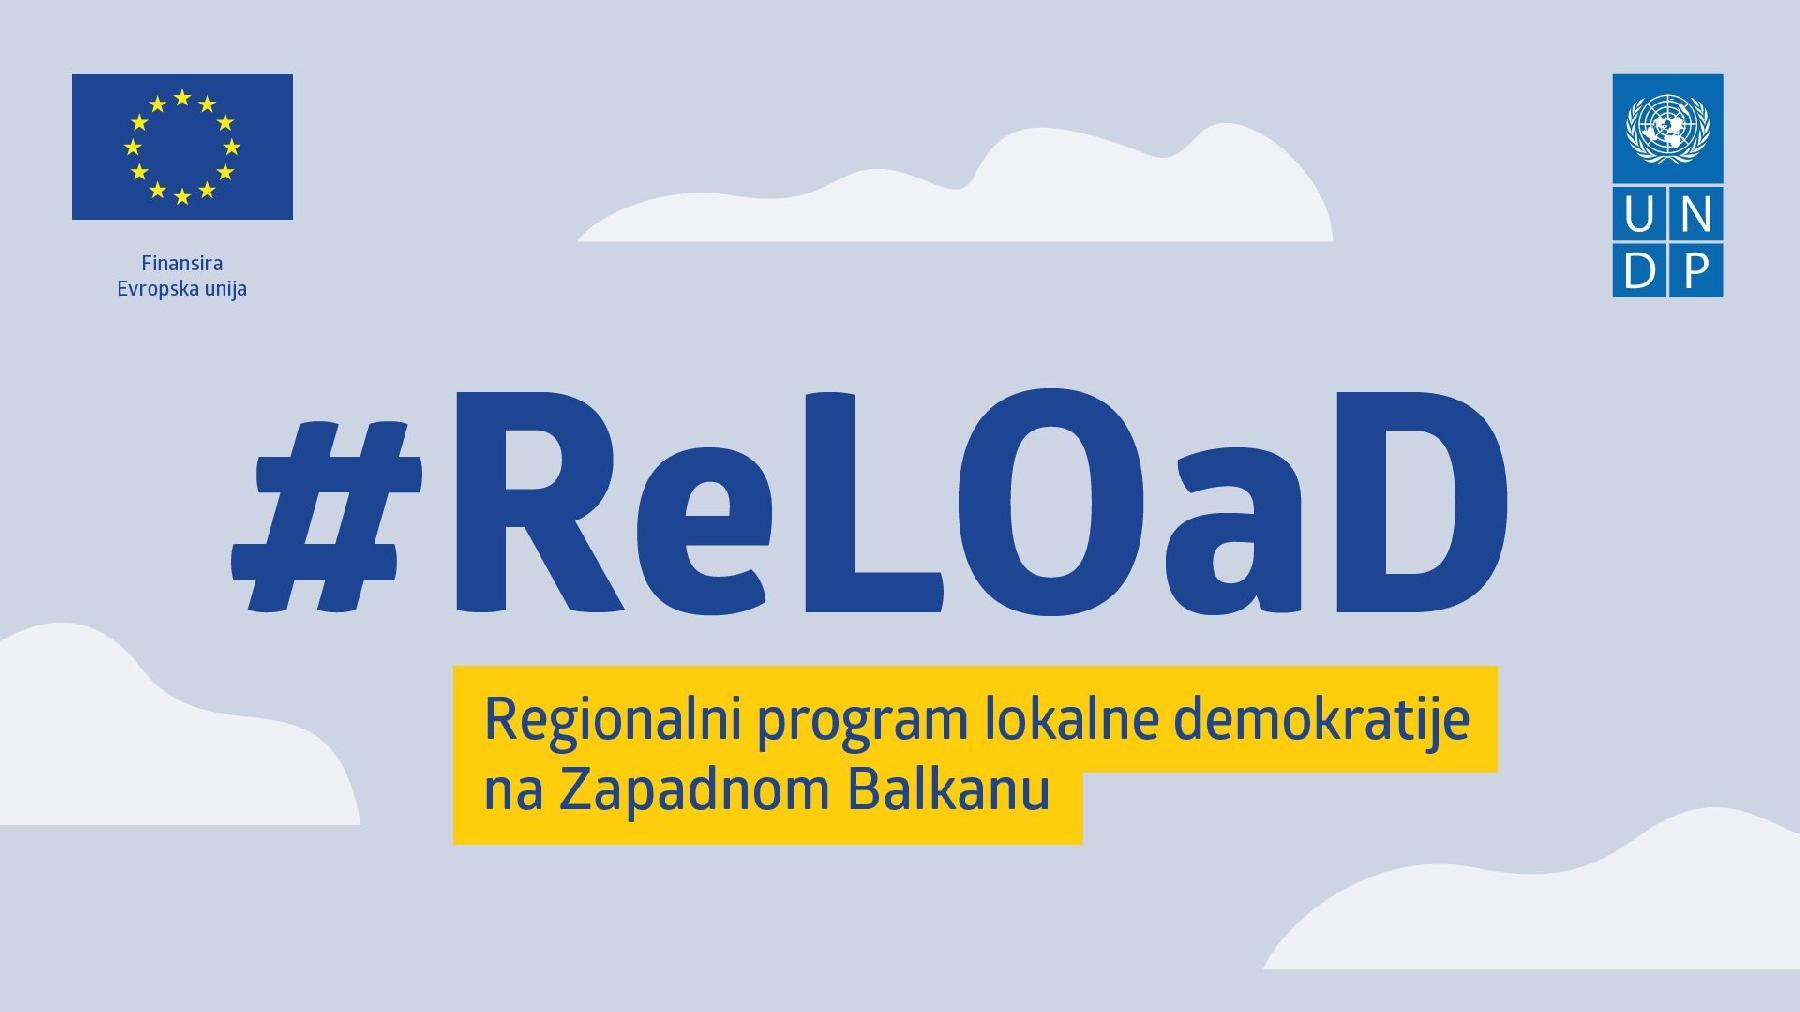 Finansira
Evropska unija
U N
D P
#ReLOaD
Regionalni program lokalne demokratije
na Zapadnom Balkanu